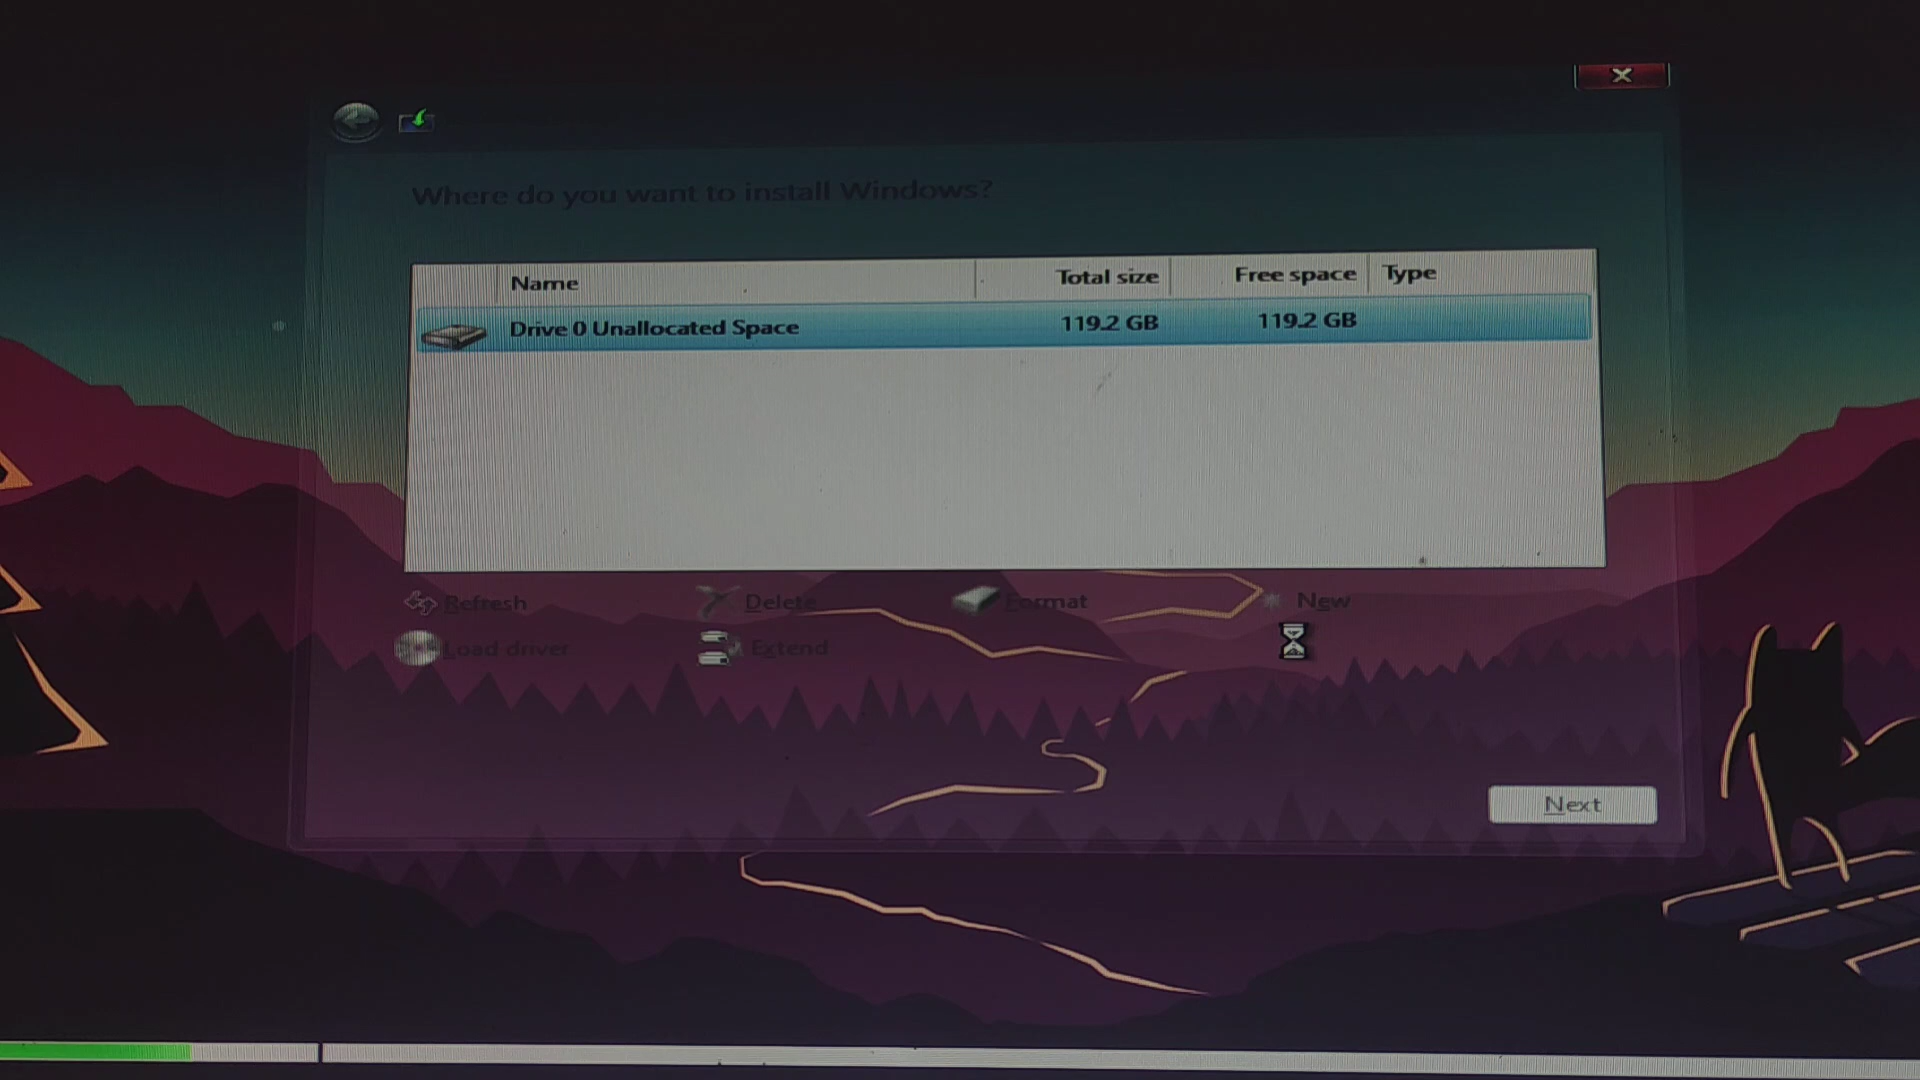 Where do you want to install Windows?
Name Total size Free space Type
Drive 0 Unallocated Space 119.2 GB 119.2 GB
Refresh Delete Format New
Load driver Extend
Next